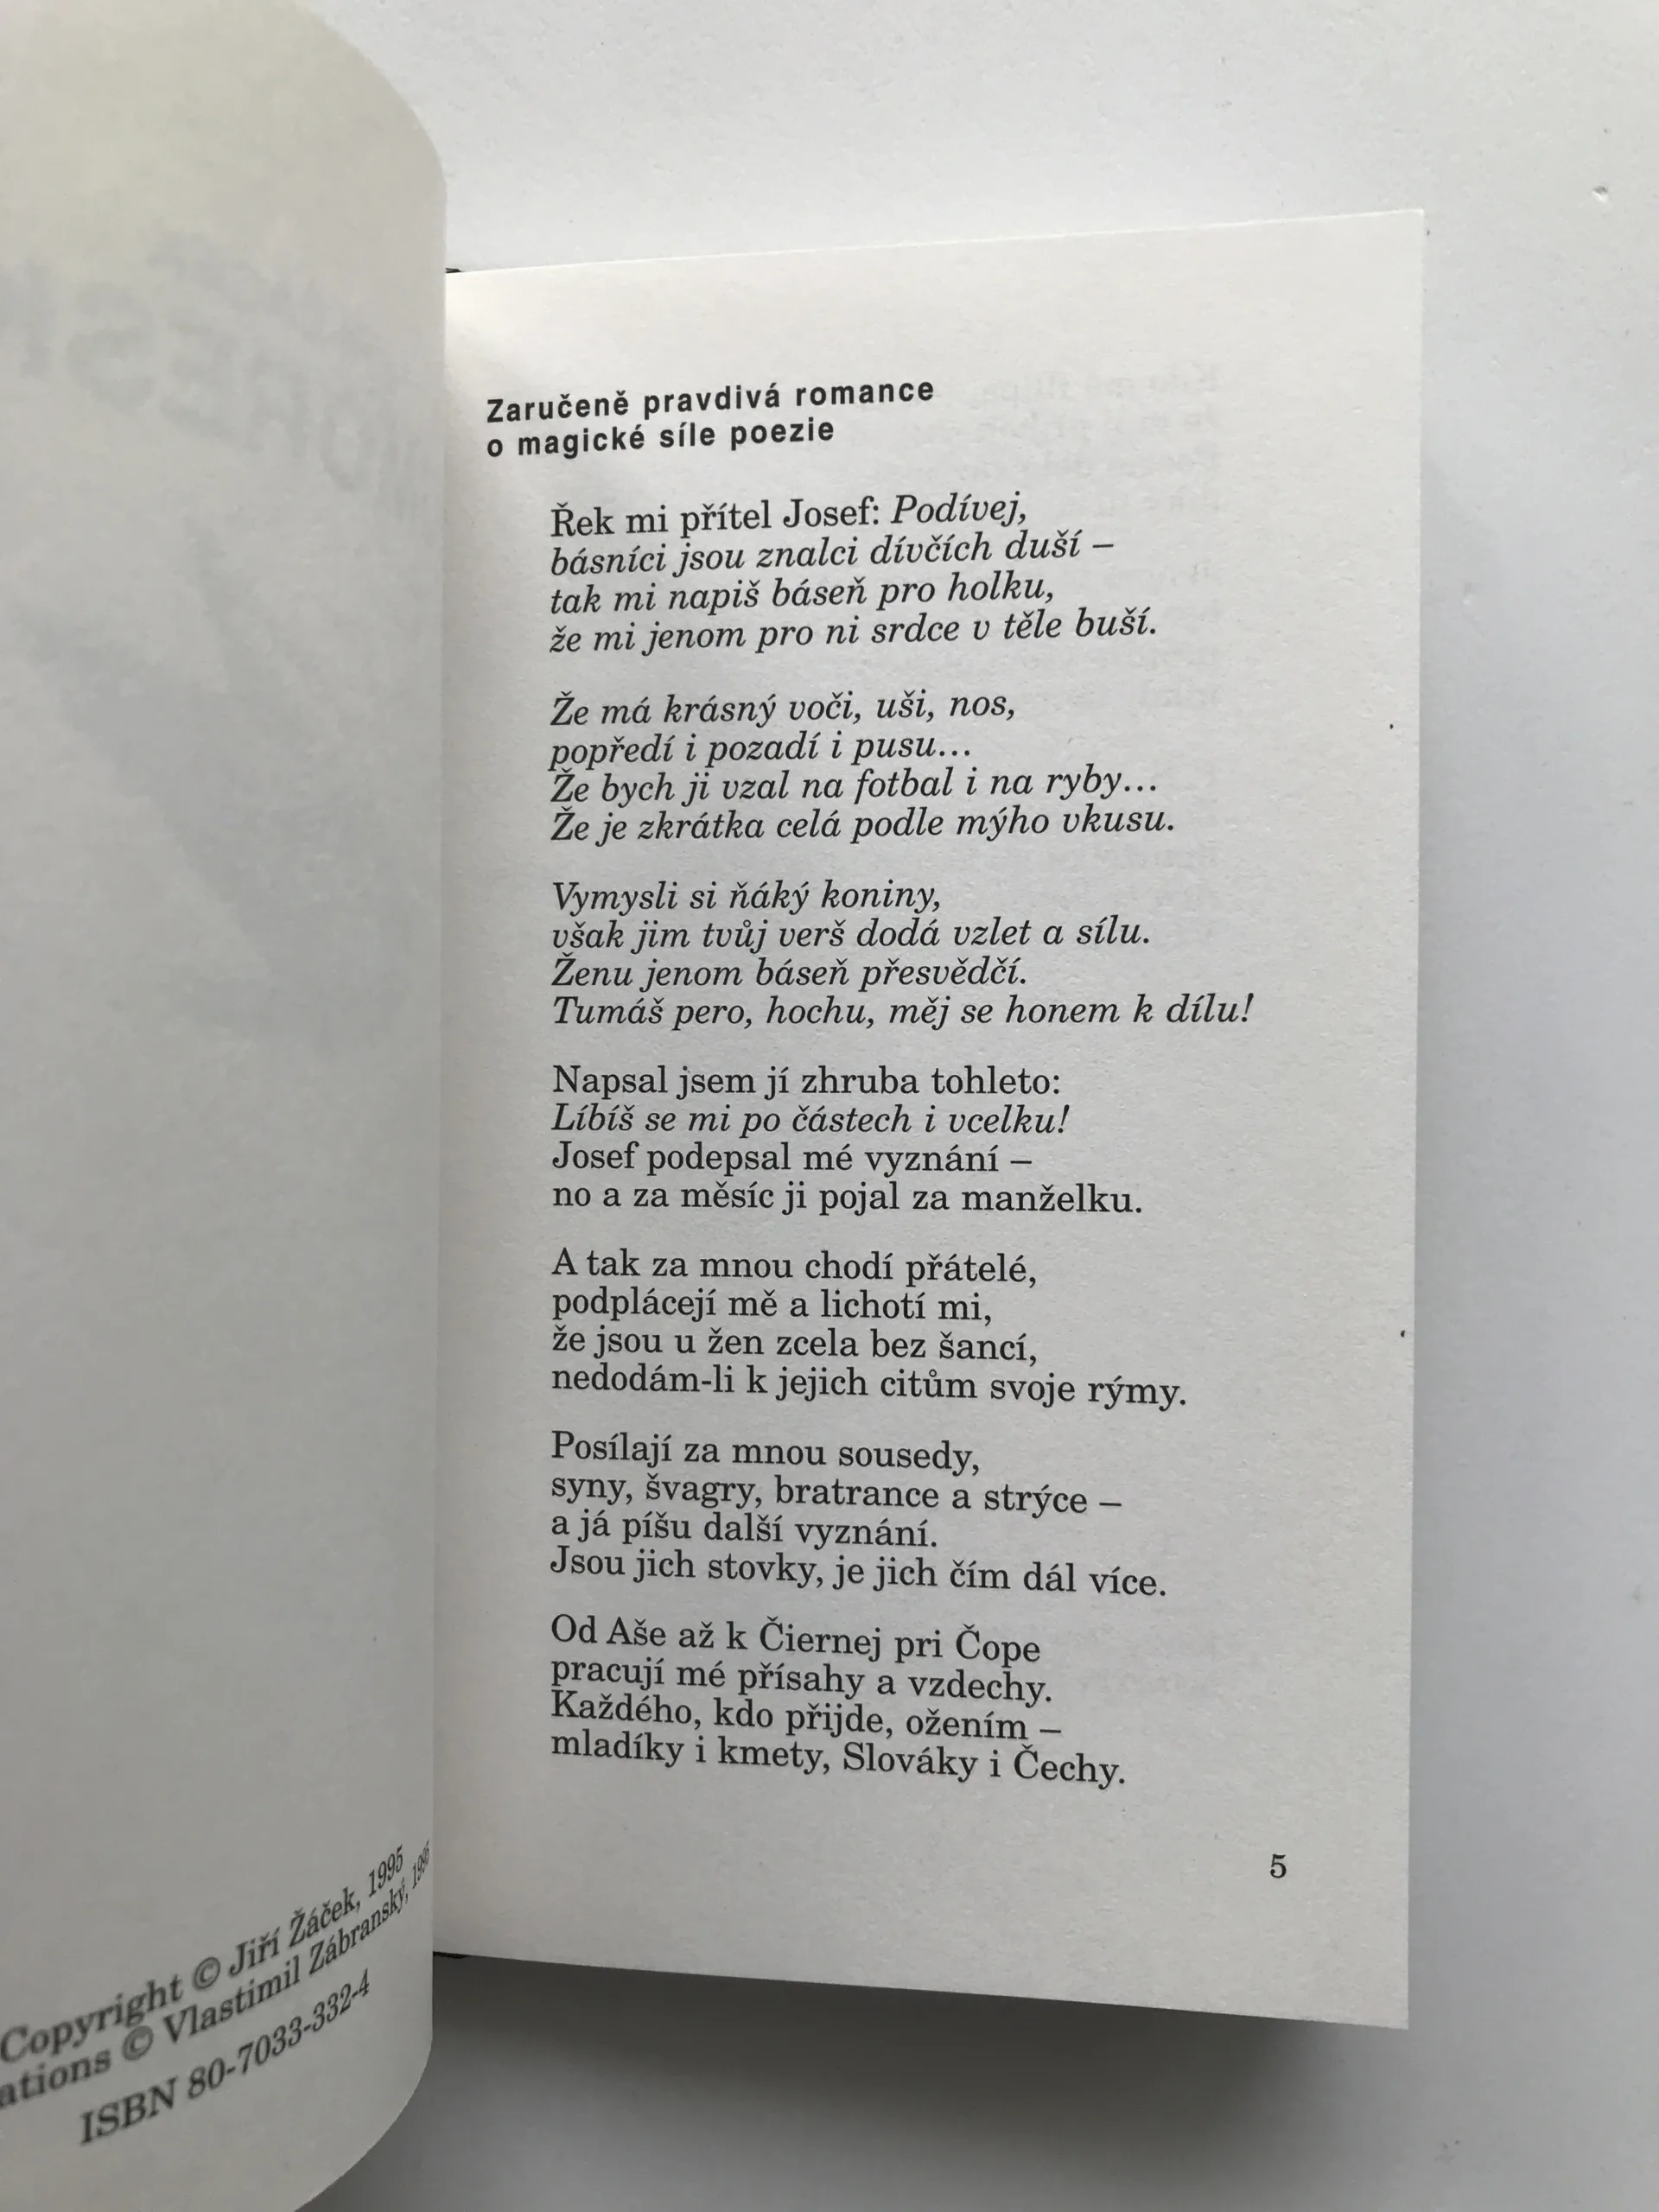 Copyright © Jiří Žáček, 1995
ations © Vlastimil Zábranský, 1995
ISBN 80-7033-332-4
Zaručeně pravdivá romance
o magické síle poezie
Řek mi přítel Josef: Podívej,
básníci jsou znalci dívčích duší –
tak mi napiš báseň pro holku,
že mi jenom pro ni srdce v těle buší.
Že má krásný voči, uši, nos,
popředí i pozadí i pusu...
Že bych ji vzal na fotbal i na ryby...
Že je zkrátka celá podle mýho vkusu.
Vymysli si ňáký koniny,
však jim tvůj verš dodá vzlet a sílu.
Ženu jenom báseň přesvědčí.
Tumáš pero, hochu, měj se honem k dílu!
Napsal jsem jí zhruba tohleto:
Líbíš se mi po částech i vcelku!
Josef podepsal mé vyznání –
no a za měsíc ji pojal za manželku.
A tak za mnou chodí přátelé,
podplácejí mě a lichotí mi,
že jsou u žen zcela bez šancí,
nedodám-li k jejich citům svoje rýmy.
Posílají za mnou sousedy,
syny, švagry, bratrance a strýce –
a já píšu další vyznání.
Jsou jich stovky, je jich čím dál více.
Od Aše až k Čiernej pri Čope
pracují mé přísahy a vzdechy.
Každého, kdo přijde, ožením –
mladíky i kmety, Slováky i Čechy.
5